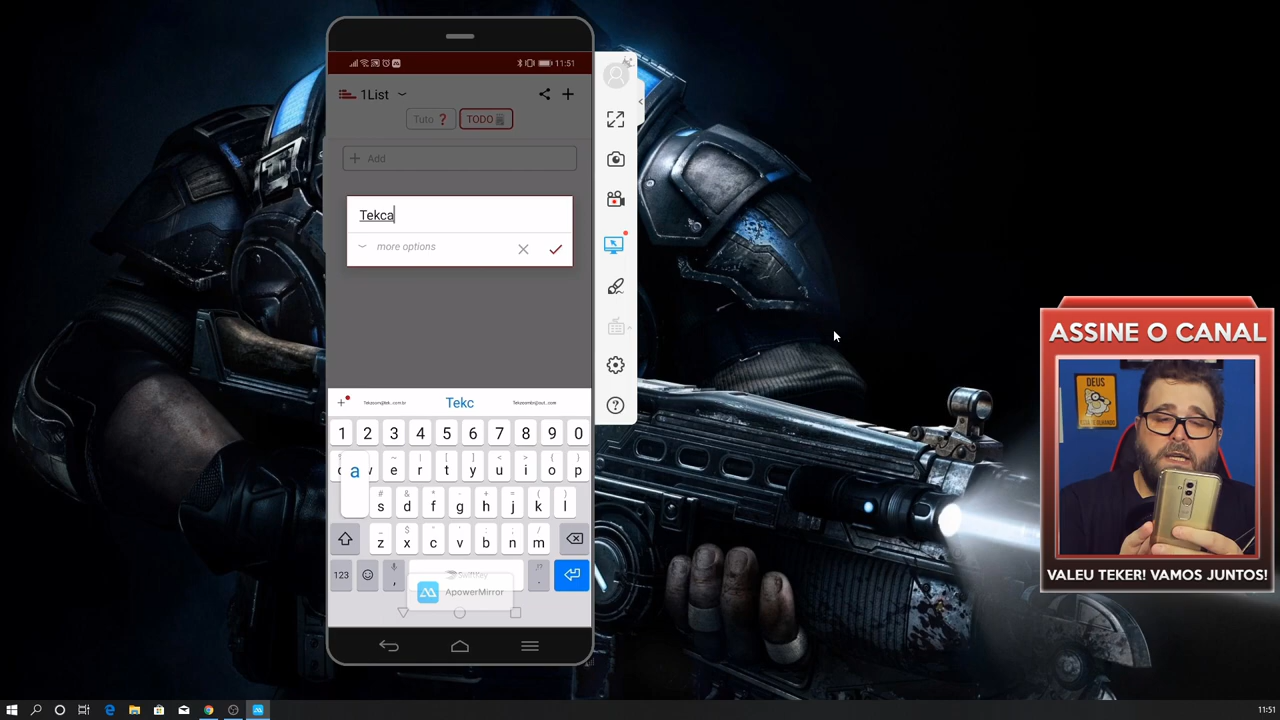 11:51
1List
Tuto ❓
TODO
+ Add
Tekca
more options
Tekc
1 2 3 4 5 6 7 8 9 0
e r t y u i o p
a
s d f g h j k l
z x c v b n m
123
SwiftKey
ApowerMirror
ASSINE O CANAL
DEUS
VALEU TEKER! VAMOS JUNTOS!
11:51